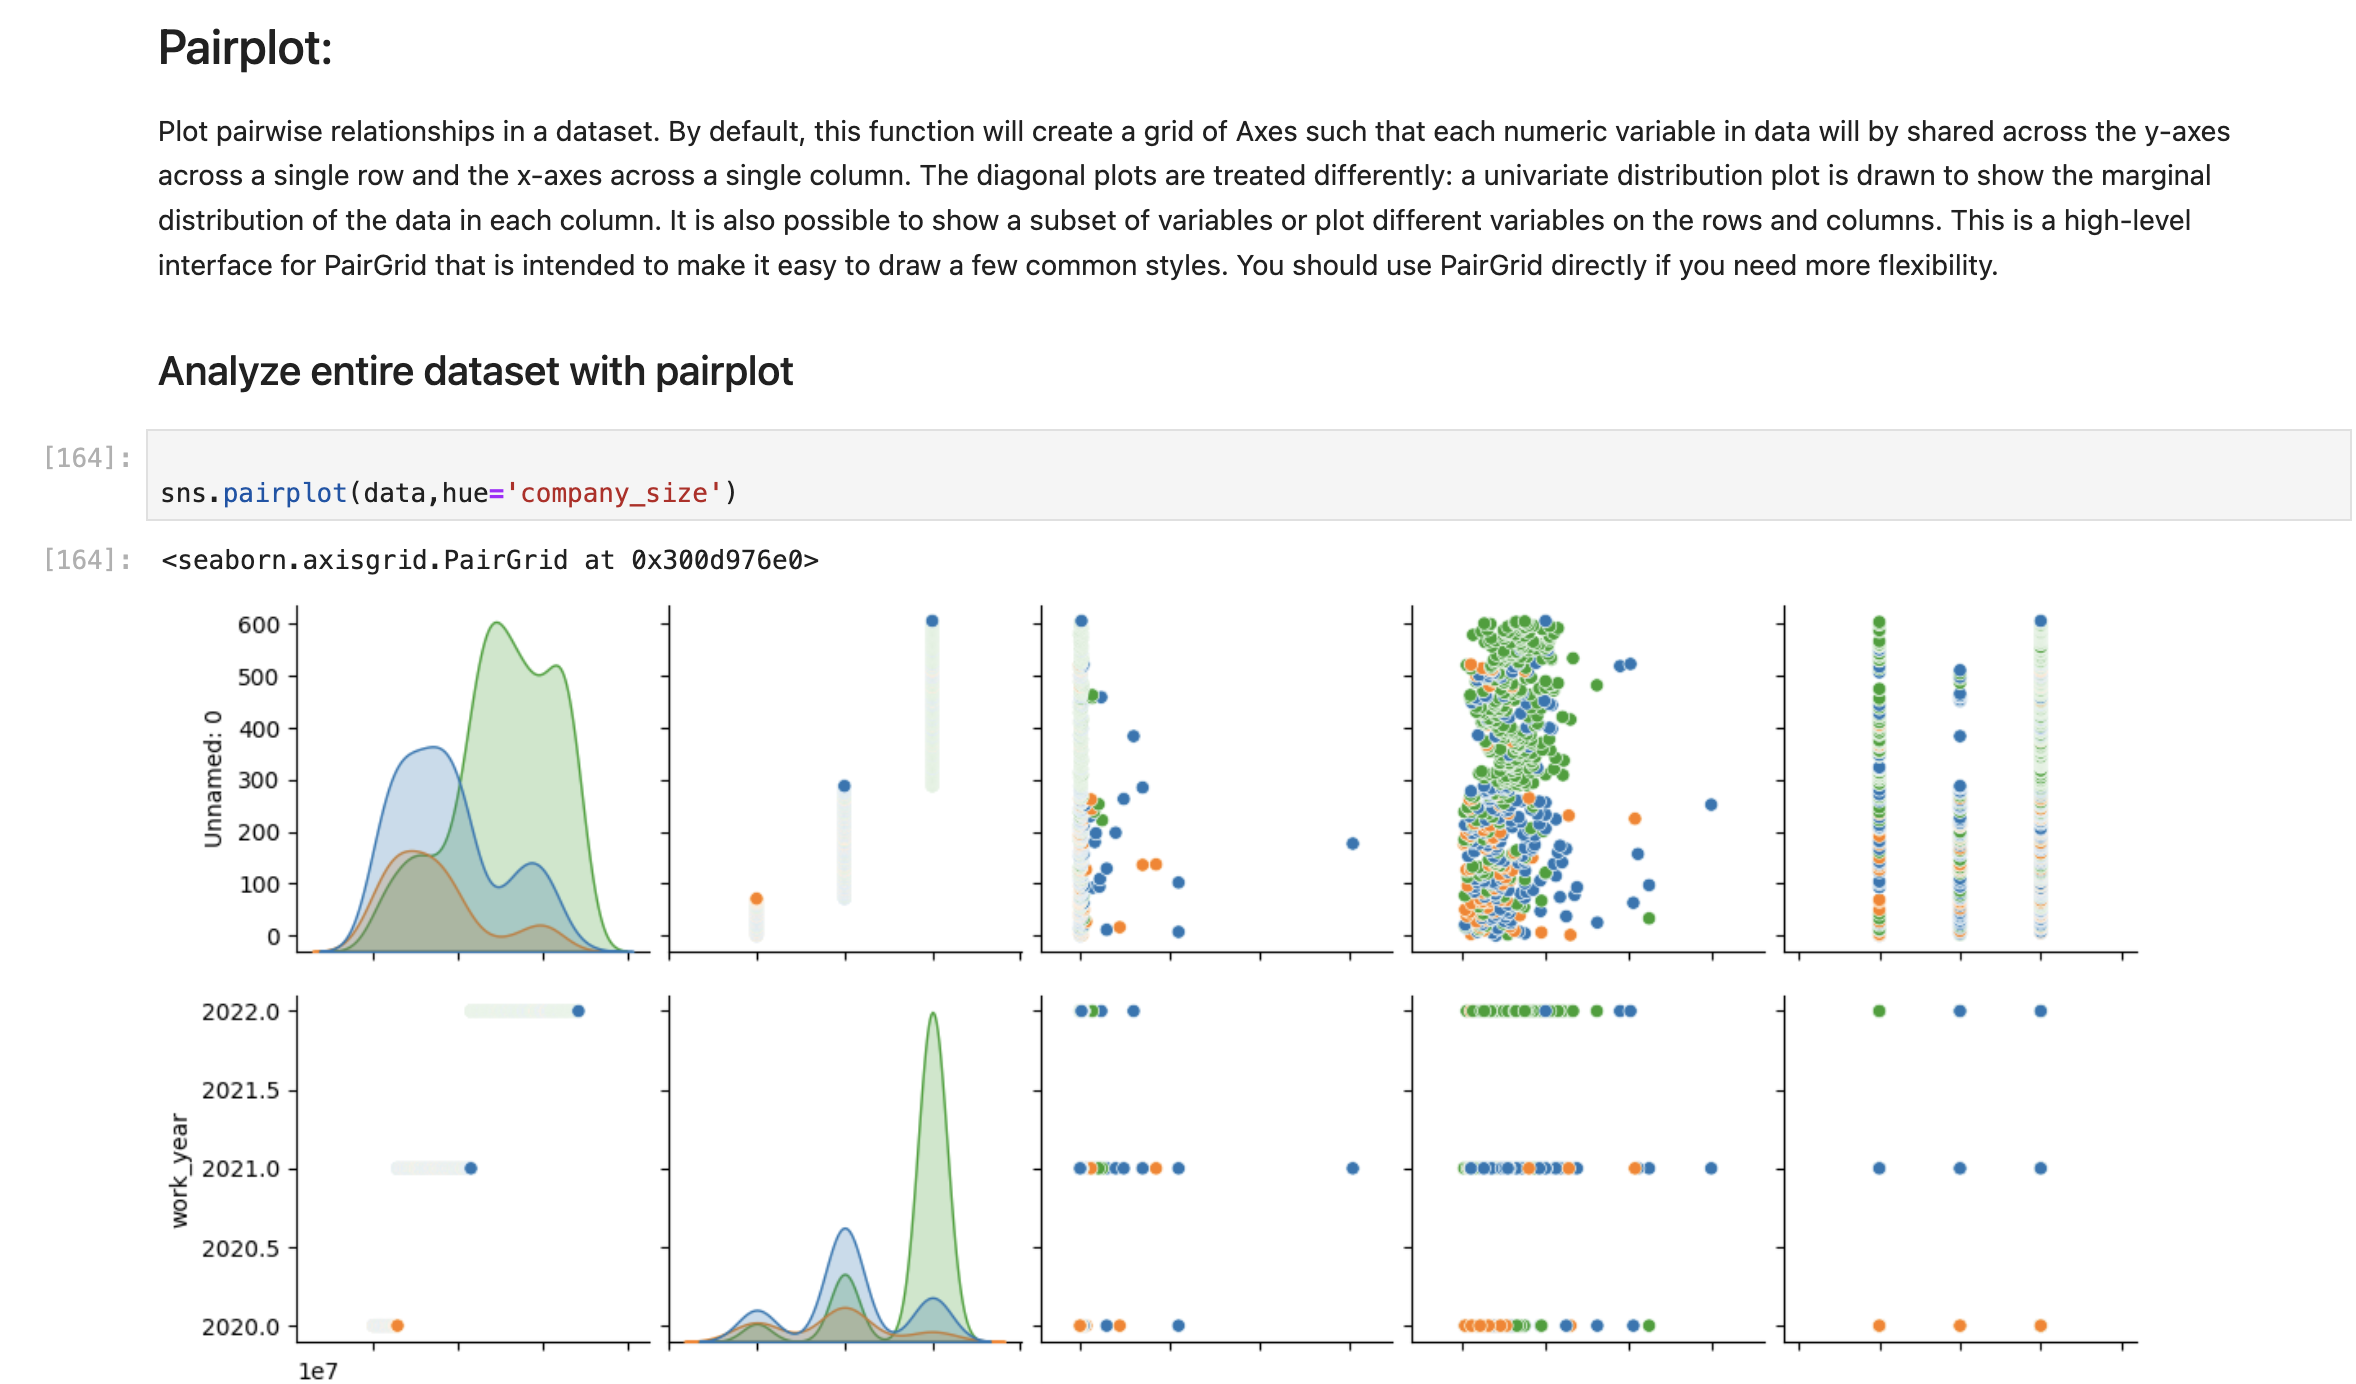 Pairplot:
Plot pairwise relationships in a dataset. By default, this function will create a grid of Axes such that each numeric variable in data will by shared across the y-axes
across a single row and the x-axes across a single column. The diagonal plots are treated differently: a univariate distribution plot is drawn to show the marginal
distribution of the data in each column. It is also possible to show a subset of variables or plot different variables on the rows and columns. This is a high-level
interface for PairGrid that is intended to make it easy to draw a few common styles. You should use PairGrid directly if you need more flexibility.
Analyze entire dataset with pairplot
[164]:
sns.pairplot(data,hue='company_size')
[164]: <seaborn.axisgrid.PairGrid at 0x300d976e0>
Unnamed: 0
600
500
400
300
200
100
0
work_year
2022.0
2021.5
2021.0
2020.5
2020.0
1e7